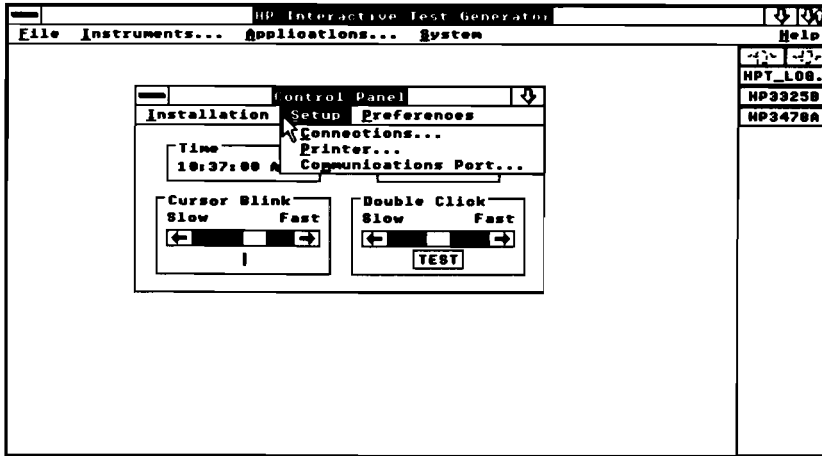 HP Interactive Test Generator
File Instruments... Applications... System Help
HPT_LOG.
HP3325B
HP3478A
Control Panel
Installation Setup Preferences
Connections...
Printer...
Communications Port...
Time
10:37:00 A
Cursor Blink
Slow Fast
Double Click
Slow Fast
TEST